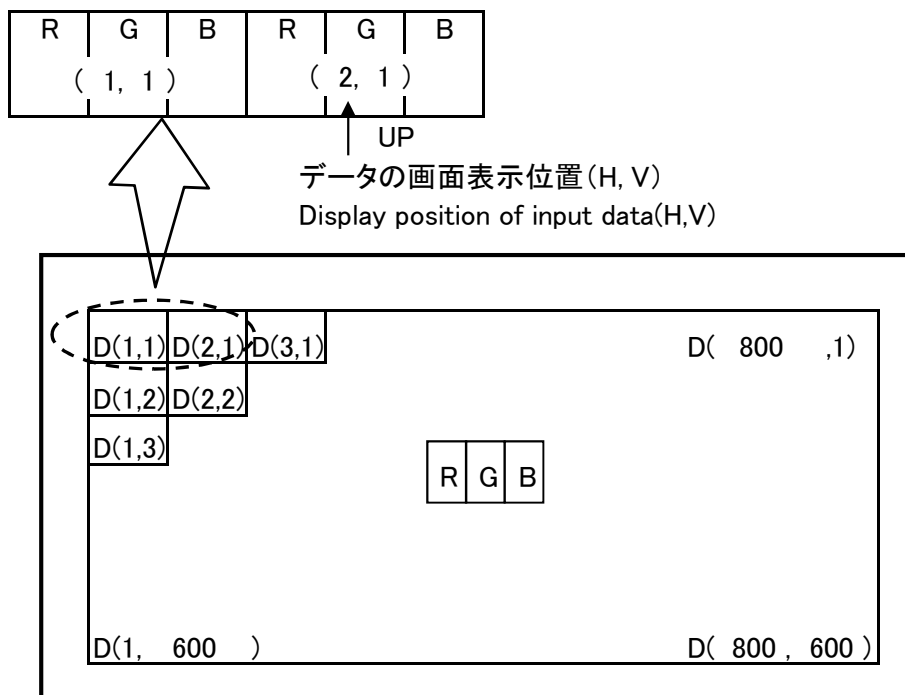 R G B R G B
( 1, 1 ) ( 2, 1 )
UP
データの画面表示位置(H, V)
Display position of input data(H,V)
D(1,1) D(2,1) D(3,1) D( 800 ,1)
D(1,2) D(2,2)
D(1,3)
R G B
D(1, 600 ) D( 800 , 600 )